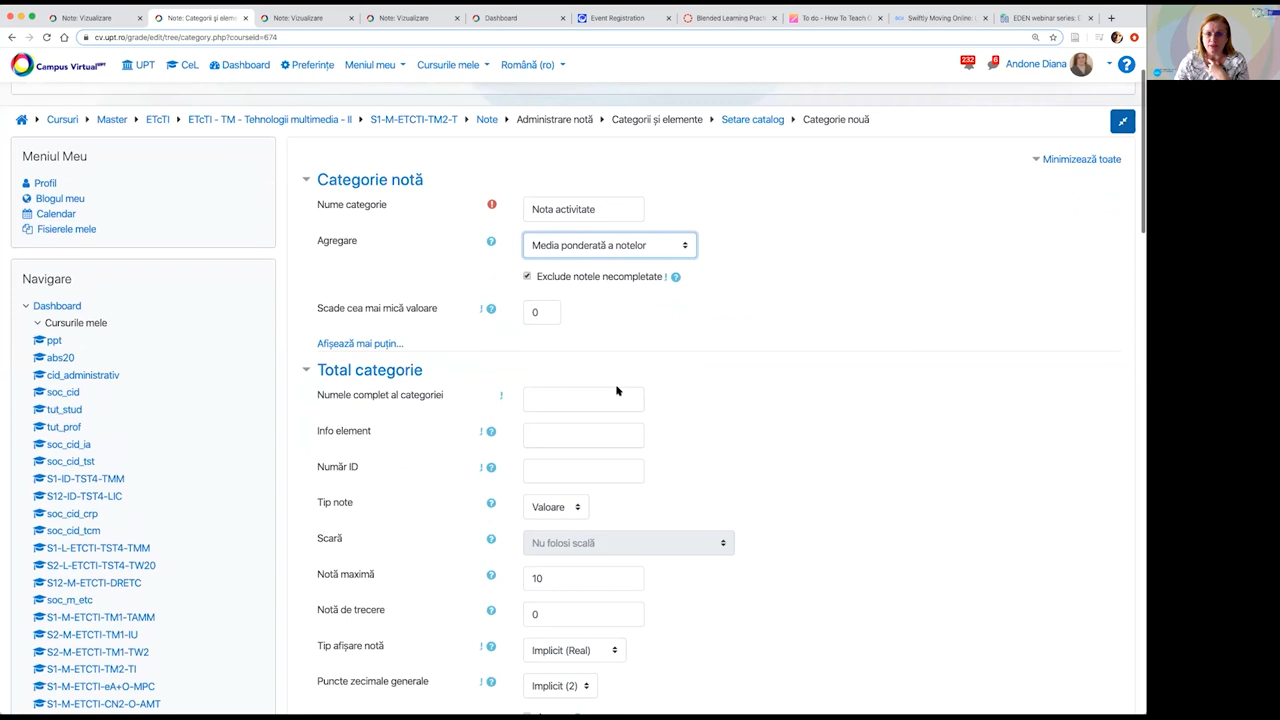 Note: Vizualizare
Note: Categorii şi eleme
Note: Vizualizare
Note: Vizualizare
Dashboard
Event Registration
Blended Learning Practi
To do - How To Teach O
Swiftly Moving Online: L
EDEN webinar series: E
cv.upt.ro/grade/edit/tree/category.php?courseid=674
Campus Virtual UPT
UPT
CeL
Dashboard
Preferințe
Meniul meu
Cursurile mele
Română (ro)
232
6
Andone Diana
Cursuri
Master
ETcTI
ETcTI - TM - Tehnologii multimedia - II
S1-M-ETCTI-TM2-T
Note
Administrare notă
Categorii și elemente
Setare catalog
Categorie nouă
Meniul Meu
Profil
Blogul meu
Calendar
Fisierele mele
Navigare
Dashboard
Cursurile mele
ppt
abs20
cid_administrativ
soc_cid
tut_stud
tut_prof
soc_cid_ia
soc_cid_tst
S1-ID-TST4-TMM
S12-ID-TST4-LIC
soc_cid_crp
soc_cid_tcm
S1-L-ETCTI-TST4-TMM
S2-L-ETCTI-TST4-TW20
S12-M-ETCTI-DRETC
soc_m_etc
S1-M-ETCTI-TM1-TAMM
S2-M-ETCTI-TM1-IU
S2-M-ETCTI-TM1-TW2
S1-M-ETCTI-TM2-TI
S1-M-ETCTI-eA+O-MPC
S1-M-ETCTI-CN2-O-AMT
Minimizează toate
Categorie notă
Nume categorie
Nota activitate
Agregare
Media ponderată a notelor
Exclude notele necompletate !
Scade cea mai mică valoare !
0
Afișează mai puțin...
Total categorie
Numele complet al categoriei !
Info element !
Număr ID !
Tip note
Valoare
Scară
Nu folosi scală
Notă maximă
10
Notă de trecere
0
Tip afișare notă !
Implicit (Real)
Puncte zecimale generale !
Implicit (2)